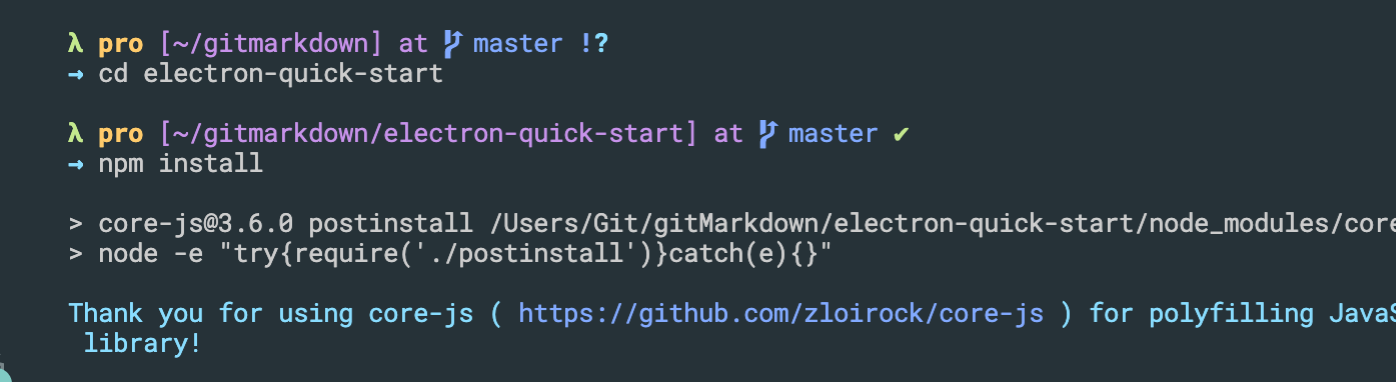 λ pro [~/gitmarkdown] at master !?
→ cd electron-quick-start
λ pro [~/gitmarkdown/electron-quick-start] at master ✔
→ npm install
> core-js@3.6.0 postinstall /Users/Git/gitMarkdown/electron-quick-start/node_modules/core
> node -e "try{require('./postinstall')}catch(e){}"
Thank you for using core-js ( https://github.com/zloirock/core-js ) for polyfilling JavaS
library!